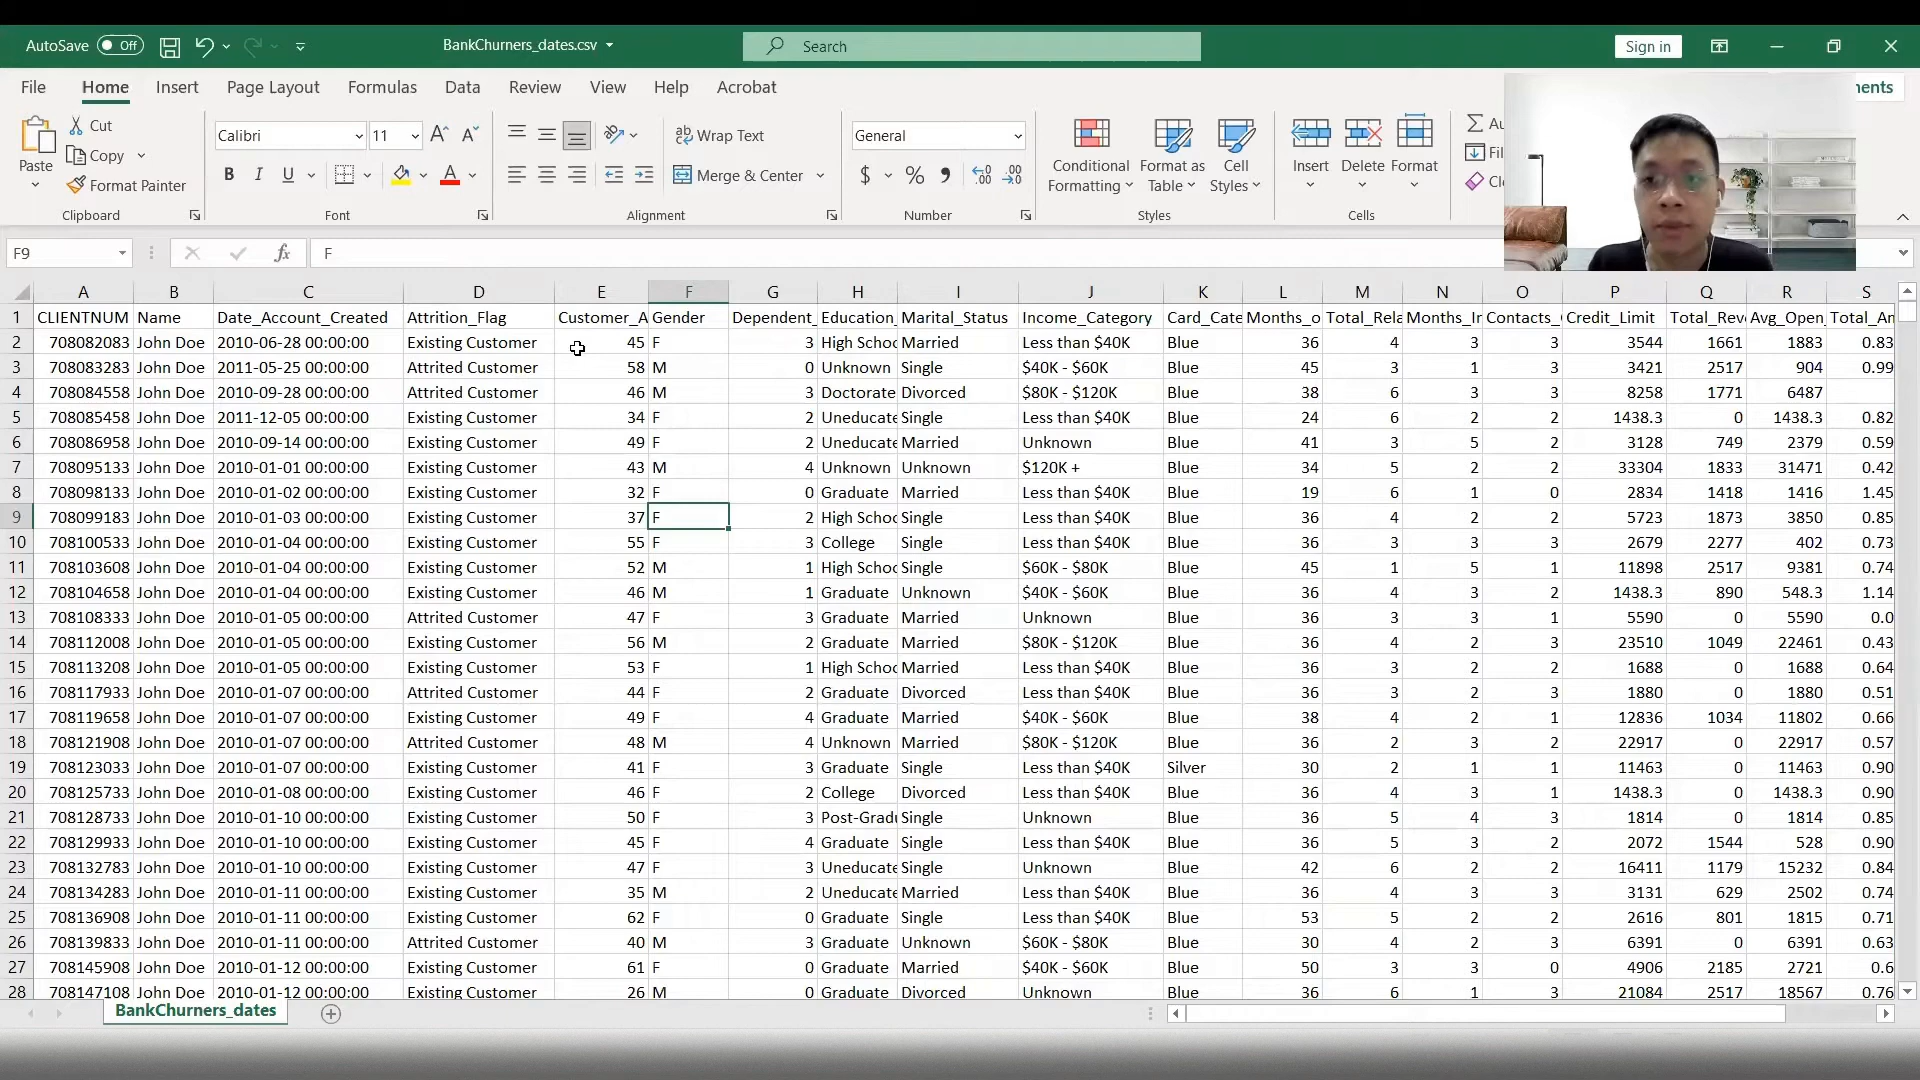 AutoSave Off BankChurners_dates.csv Search Sign in
File Home Insert Page Layout Formulas Data Review View Help Acrobat
Paste Cut Copy Format Painter Clipboard
Calibri 11 B I U Font
Wrap Text Merge & Center Alignment
General $ % Number
Conditional Formatting Format as Table Cell Styles Styles
Insert Delete Format Cells
F9 F
A B C D E F G H I J K L M N O P Q R S
1 CLIENTNUM Name Date_Account_Created Attrition_Flag Customer_A Gender Dependent_ Education_ Marital_Status Income_Category Card_Cate Months_o Total_Rela Months_In Contacts_ Credit_Limit Total_Rev Avg_Open_ Total_Am
2 708082083 John Doe 2010-06-28 00:00:00 Existing Customer 45 F 3 High Schoo Married Less than $40K Blue 36 4 3 3 3544 1661 1883 0.83
3 708083283 John Doe 2011-05-25 00:00:00 Attrited Customer 58 M 0 Unknown Single $40K - $60K Blue 45 3 1 3 3421 2517 904 0.99
4 708084558 John Doe 2010-09-28 00:00:00 Attrited Customer 46 M 3 Doctorate Divorced $80K - $120K Blue 38 6 3 3 8258 1771 6487
5 708085458 John Doe 2011-12-05 00:00:00 Existing Customer 34 F 2 Uneducate Single Less than $40K Blue 24 6 2 2 1438.3 0 1438.3 0.82
6 708086958 John Doe 2010-09-14 00:00:00 Existing Customer 49 F 2 Uneducate Married Unknown Blue 41 3 5 2 3128 749 2379 0.59
7 708095133 John Doe 2010-01-01 00:00:00 Existing Customer 43 M 4 Unknown Unknown $120K + Blue 34 5 2 2 33304 1833 31471 0.42
8 708098133 John Doe 2010-01-02 00:00:00 Existing Customer 32 F 0 Graduate Married Less than $40K Blue 19 6 1 0 2834 1418 1416 1.45
9 708099183 John Doe 2010-01-03 00:00:00 Existing Customer 37 F 2 High Schoo Single Less than $40K Blue 36 4 2 2 5723 1873 3850 0.85
10 708100533 John Doe 2010-01-04 00:00:00 Existing Customer 55 F 3 College Single Less than $40K Blue 36 3 3 3 2679 2277 402 0.73
11 708103608 John Doe 2010-01-04 00:00:00 Existing Customer 52 M 1 High Schoo Single $60K - $80K Blue 45 1 5 1 11898 2517 9381 0.74
12 708104658 John Doe 2010-01-04 00:00:00 Existing Customer 46 M 1 Graduate Unknown $40K - $60K Blue 36 4 3 2 1438.3 890 548.3 1.14
13 708108333 John Doe 2010-01-05 00:00:00 Attrited Customer 47 F 3 Graduate Married Unknown Blue 36 3 3 1 5590 0 5590 0.0
14 708112008 John Doe 2010-01-05 00:00:00 Existing Customer 56 M 2 Graduate Married $80K - $120K Blue 36 4 2 3 23510 1049 22461 0.43
15 708113208 John Doe 2010-01-05 00:00:00 Existing Customer 53 F 1 High Schoo Married Less than $40K Blue 36 3 2 2 1688 0 1688 0.64
16 708117933 John Doe 2010-01-07 00:00:00 Attrited Customer 44 F 2 Graduate Divorced Less than $40K Blue 36 3 2 3 1880 0 1880 0.51
17 708119658 John Doe 2010-01-07 00:00:00 Existing Customer 49 F 4 Graduate Married $40K - $60K Blue 38 4 2 1 12836 1034 11802 0.66
18 708121908 John Doe 2010-01-07 00:00:00 Attrited Customer 48 M 4 Unknown Married $80K - $120K Blue 36 2 3 2 22917 0 22917 0.57
19 708123033 John Doe 2010-01-07 00:00:00 Existing Customer 41 F 3 Graduate Single Less than $40K Silver 30 2 1 1 11463 0 11463 0.90
20 708125733 John Doe 2010-01-08 00:00:00 Existing Customer 46 F 2 College Divorced Less than $40K Blue 36 4 3 1 1438.3 0 1438.3 0.90
21 708128733 John Doe 2010-01-10 00:00:00 Existing Customer 50 F 3 Post-Gradu Single Unknown Blue 36 5 4 3 1814 0 1814 0.85
22 708129933 John Doe 2010-01-10 00:00:00 Existing Customer 45 F 4 Graduate Single Less than $40K Blue 36 5 3 2 2072 1544 528 0.90
23 708132783 John Doe 2010-01-10 00:00:00 Existing Customer 47 F 3 Uneducate Single Unknown Blue 42 6 2 2 16411 1179 15232 0.84
24 708134283 John Doe 2010-01-11 00:00:00 Existing Customer 35 M 2 Uneducate Married Less than $40K Blue 36 4 3 3 3131 629 2502 0.74
25 708136908 John Doe 2010-01-11 00:00:00 Existing Customer 62 F 0 Graduate Single Less than $40K Blue 53 5 2 2 2616 801 1815 0.71
26 708139833 John Doe 2010-01-11 00:00:00 Attrited Customer 40 M 3 Graduate Unknown $60K - $80K Blue 30 4 2 3 6391 0 6391 0.63
27 708145908 John Doe 2010-01-12 00:00:00 Existing Customer 61 F 0 Graduate Married $40K - $60K Blue 50 3 3 0 4906 2185 2721 0.6
28 708147108 John Doe 2010-01-12 00:00:00 Existing Customer 26 M 0 Graduate Divorced Unknown Blue 36 6 1 3 21084 2517 18567 0.76
BankChurners_dates